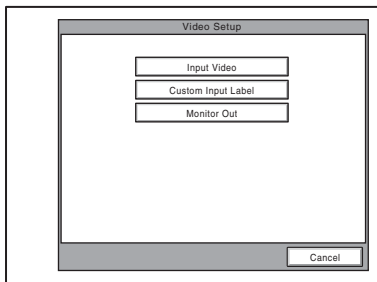 Video Setup
Input Video
Custom Input Label
Monitor Out
Cancel